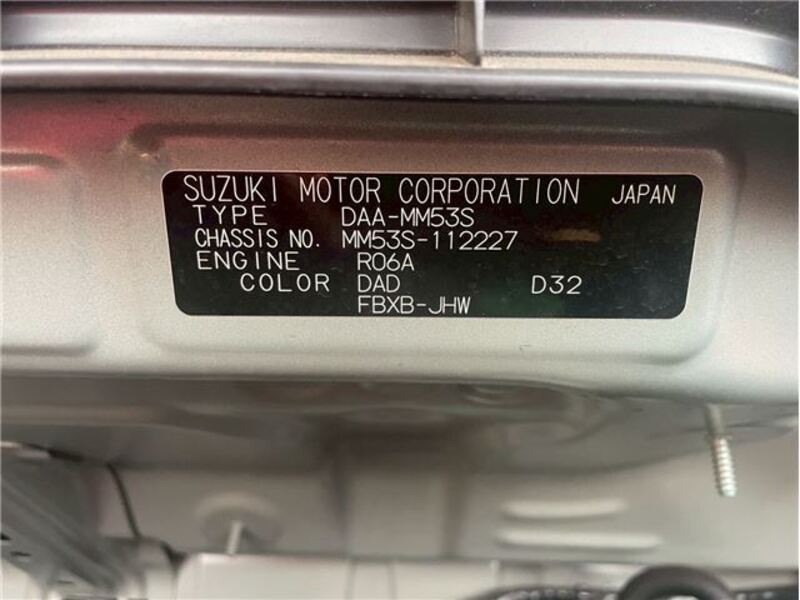 SUZUKI MOTOR CORPORATION JAPAN
TYPE DAA-MM53S
CHASSIS NO. MM53S-112227
ENGINE R06A
COLOR DAD D32
FBXB-JHW